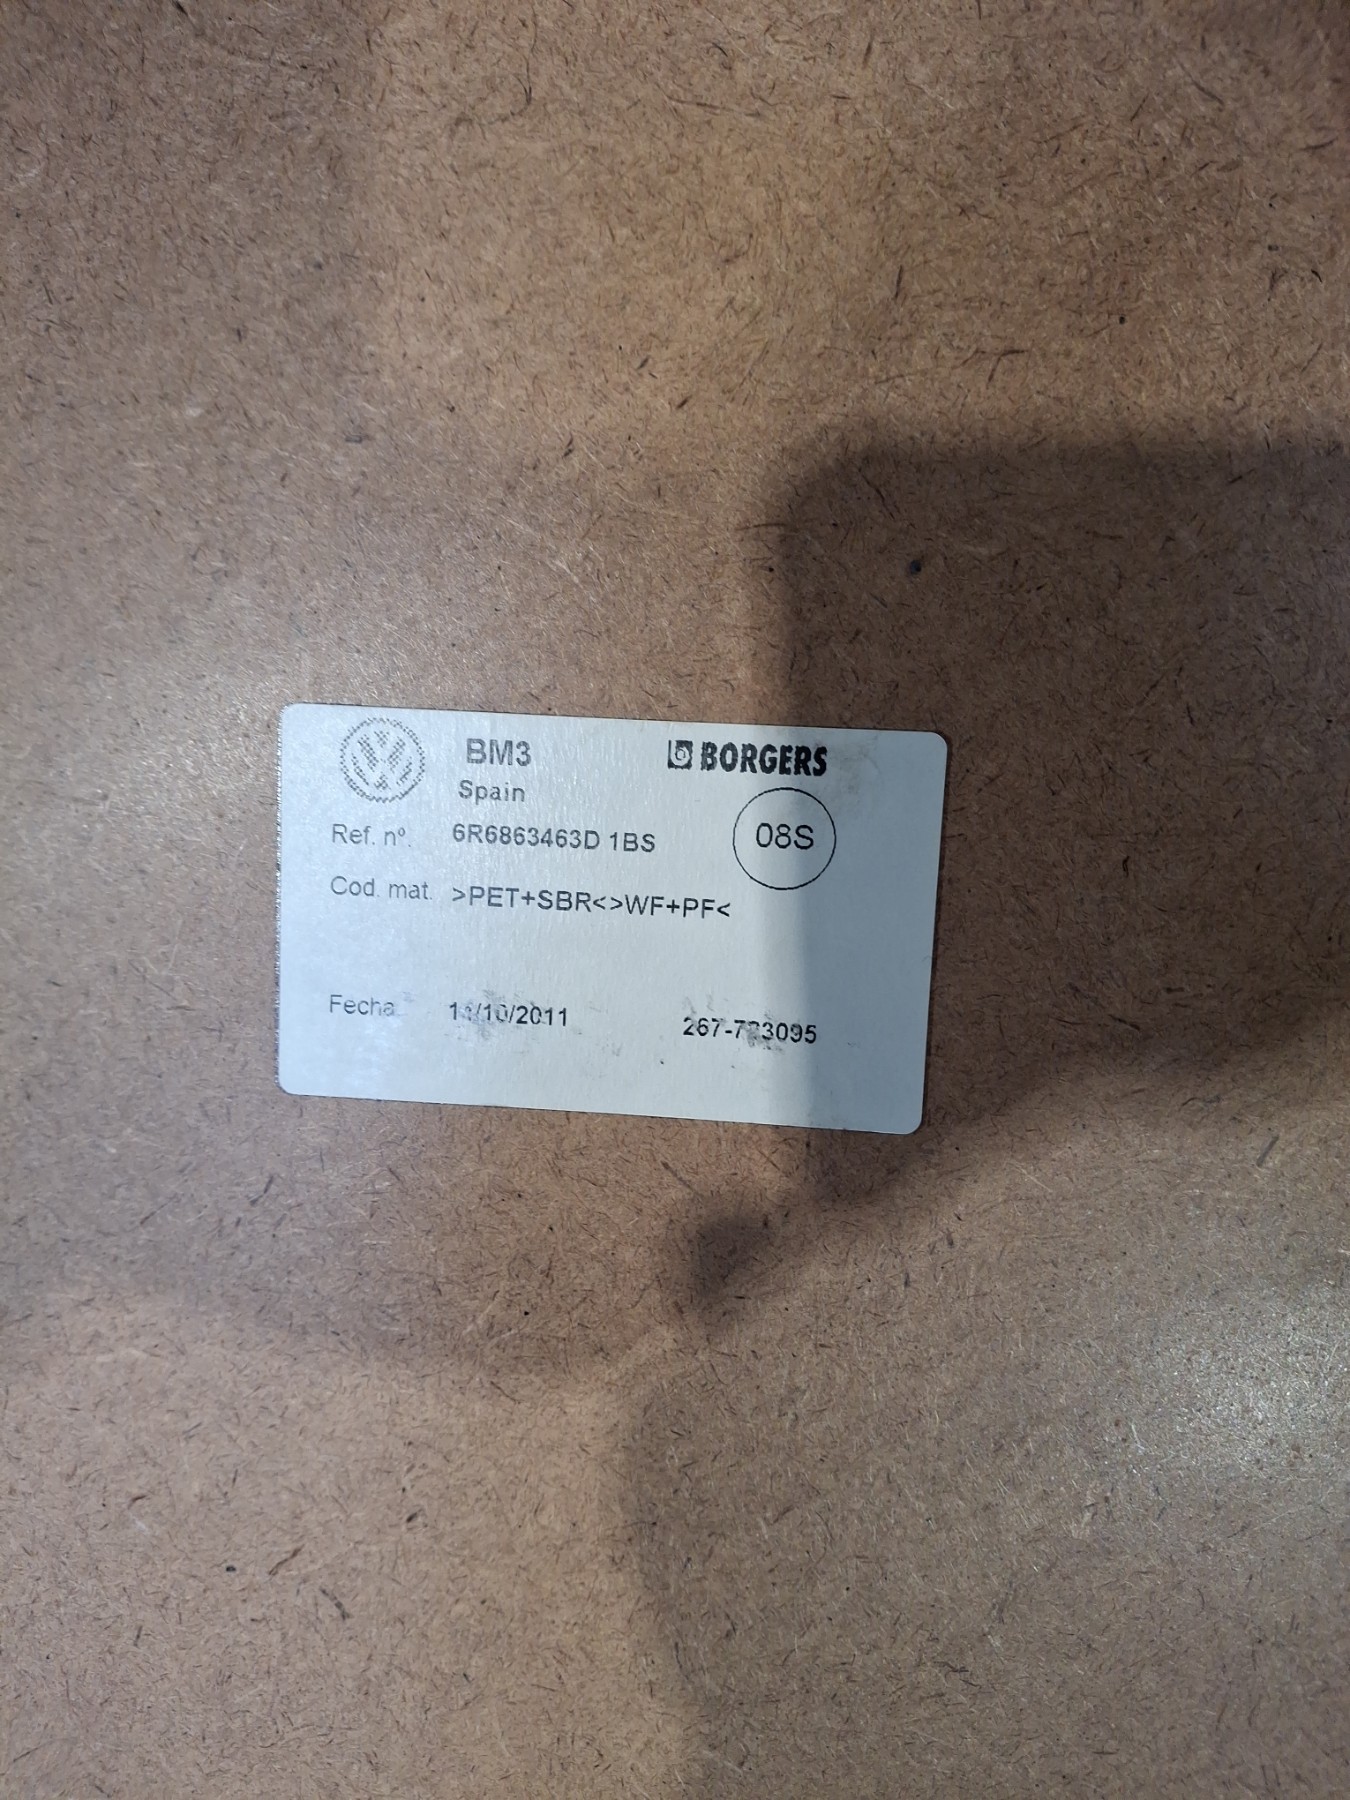 BM3
BORGERS
Spain
Ref. nº. 6R6863463D 1BS
08S
Cod. mat. >PET+SBR<>WF+PF<
Fecha